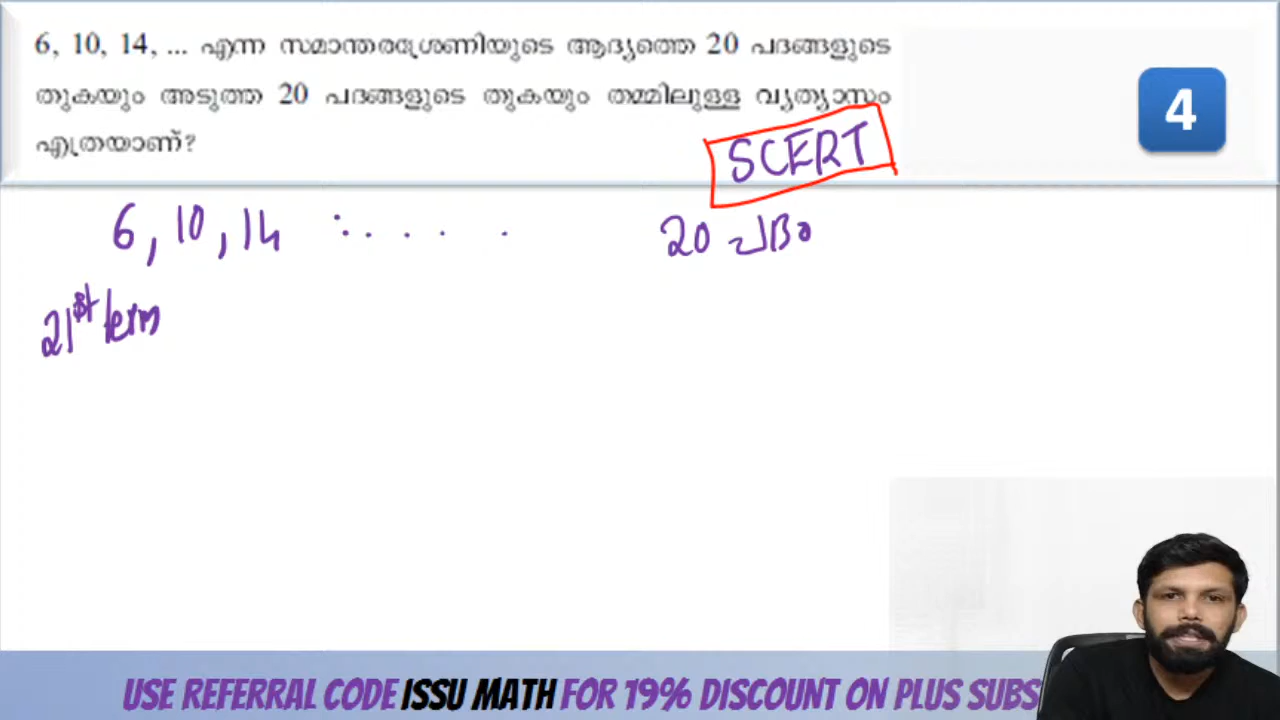 6, 10, 14, ... എന്ന സമാന്തരശ്രേണിയുടെ ആദ്യത്തെ 20 പദങ്ങളുടെ
തുകയും അടുത്ത 20 പദങ്ങളുടെ തുകയും തമ്മിലുള്ള വ്യത്യാസം
എത്രയാണ്?
4
SCERT
6, 10, 14 . . . . . .
20 പദം
21st term
USE REFERRAL CODE ISSU MATH FOR 19% DISCOUNT ON PLUS SUBS